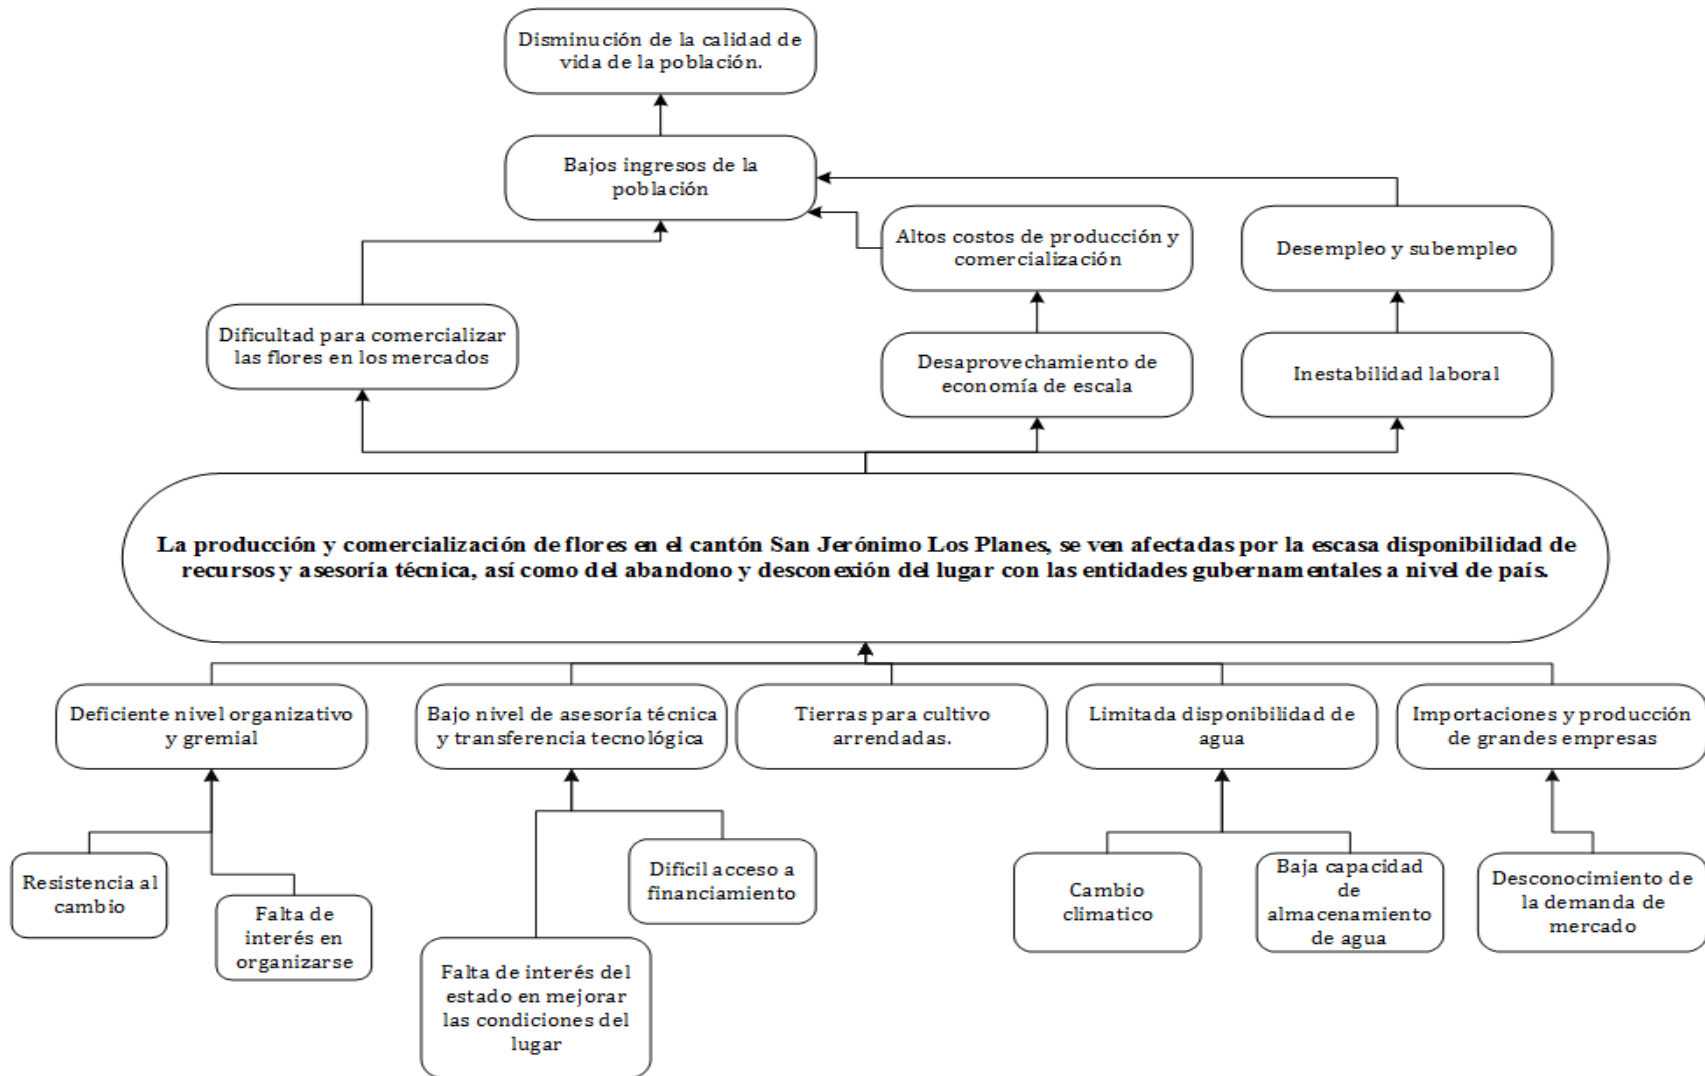 Disminución de la calidad de
vida de la población.
Bajos ingresos de la
población
Altos costos de producción y
comercialización
Desempleo y subempleo
Dificultad para comercializar
las flores en los mercados
Desaprovechamiento de
economía de escala
Inestabilidad laboral
La producción y comercialización de flores en el cantón San Jerónimo Los Planes, se ven afectadas por la escasa disponibilidad de
recursos y asesoría técnica, así como del abandono y desconexión del lugar con las entidades gubernamentales a nivel de país.
Deficiente nivel organizativo
y gremial
Bajo nivel de asesoría técnica
y transferencia tecnológica
Tierras para cultivo
arrendadas.
Limitada disponibilidad de
agua
Importaciones y producción
de grandes empresas
Resistencia al
cambio
Falta de
interés en
organizarse
Falta de interés del
estado en mejorar
las condiciones del
lugar
Difícil acceso a
financiamiento
Cambio
climatico
Baja capacidad
de
almacenamiento
de agua
Desconocimiento de
la demanda de
mercado